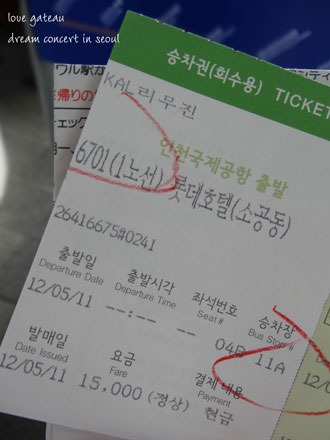 love gateau
dream concert in seoul
승차권(회수용) TICKET
KAL리무진
인천국제공항 출발
6701(1노선) 롯데호텔(소공동)
26416675#0241
출발일 출발시각 좌석번호 승차장
Departure Date Departure Time Seat# Bus Stop#
12/05/11 --:-- -- 04B 11A
발매일 요금 결제 내용
Date Issued Fare Payment
12/05/11 15,000 (정상) 현금